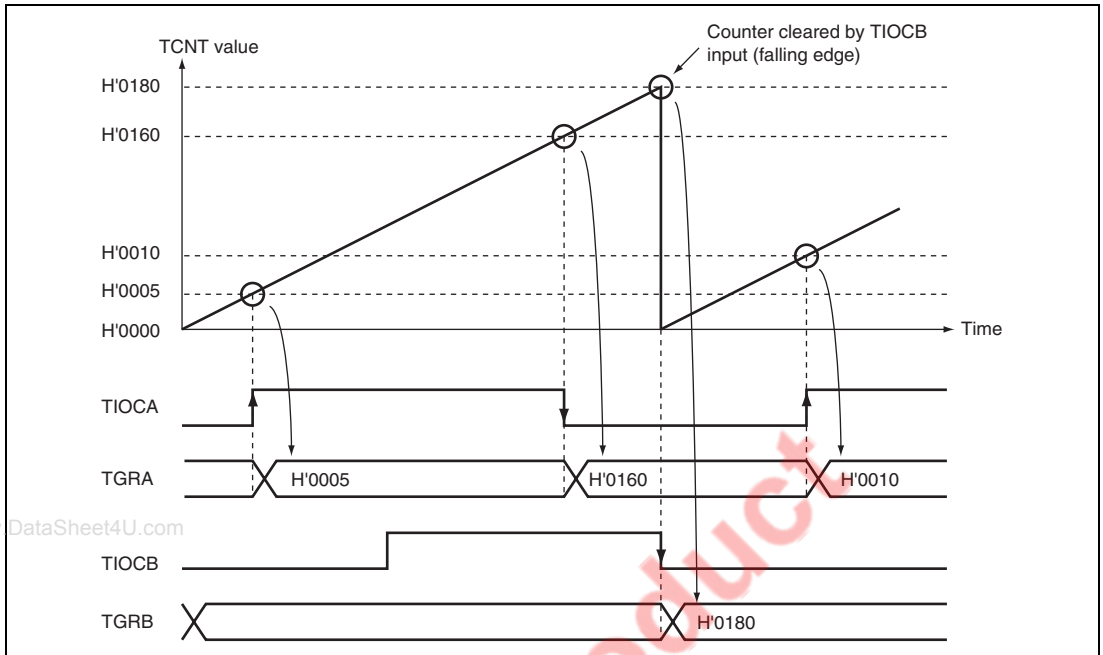 Counter cleared by TIOCB
input (falling edge)
TCNT value
H'0180
H'0160
H'0010
H'0005
H'0000
Time
TIOCA
TGRA
H'0005
H'0160
H'0010
DataSheet4U.com
TIOCB
TGRB
H'0180
oduct